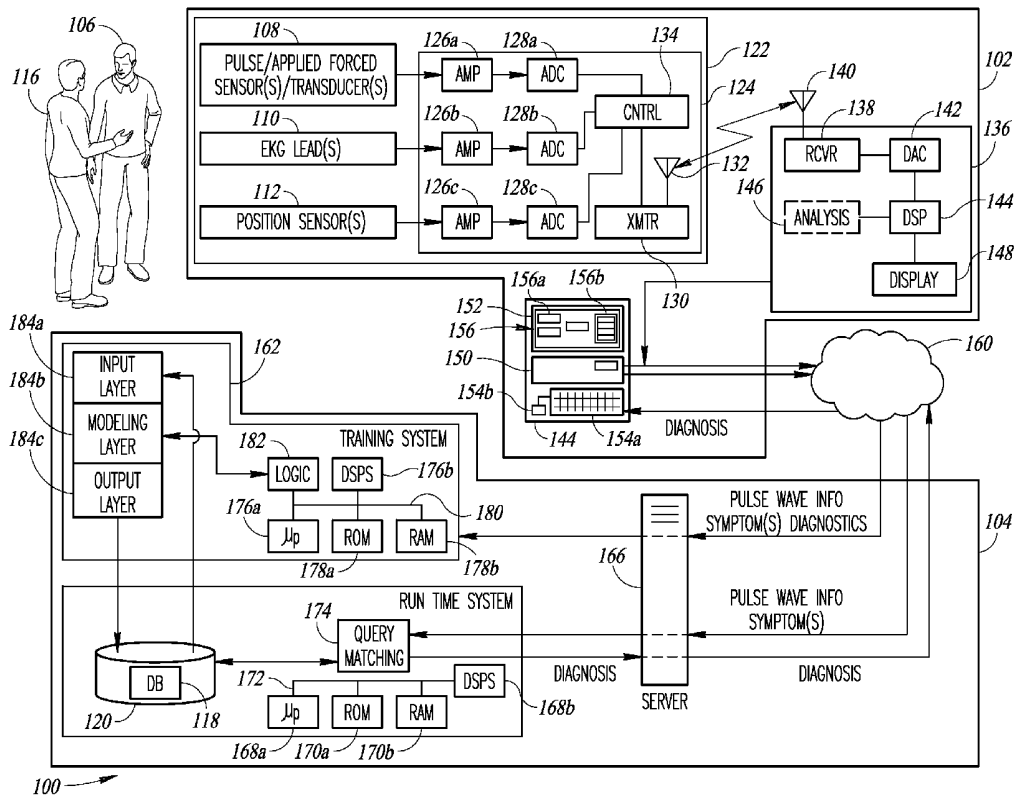 106
116
108
PULSE/APPLIED FORCED
SENSOR(S)/TRANSDUCER(S)
110
EKG LEAD(S)
112
POSITION SENSOR(S)
126a
AMP
128a
ADC
126b
AMP
128b
ADC
126c
AMP
128c
ADC
134
CNTRL
132
XMTR
130
122
124
140
138
RCVR
142
DAC
146
ANALYSIS
DSP
144
DISPLAY
148
102
136
156a
156b
152
156
150
154b
144
154a
160
DIAGNOSIS
184a
INPUT
LAYER
184b
MODELING
LAYER
184c
OUTPUT
LAYER
162
TRAINING SYSTEM
182
LOGIC
DSPS
176b
176a
180
μp
ROM
RAM
178a
178b
166
PULSE WAVE INFO
SYMPTOM(S) DIAGNOSTICS
104
RUN TIME SYSTEM
174
QUERY
MATCHING
PULSE WAVE INFO
SYMPTOM(S)
DIAGNOSIS
DIAGNOSIS
SERVER
DB
120
118
172
DSPS
168b
μp
ROM
RAM
168a
170a
170b
100